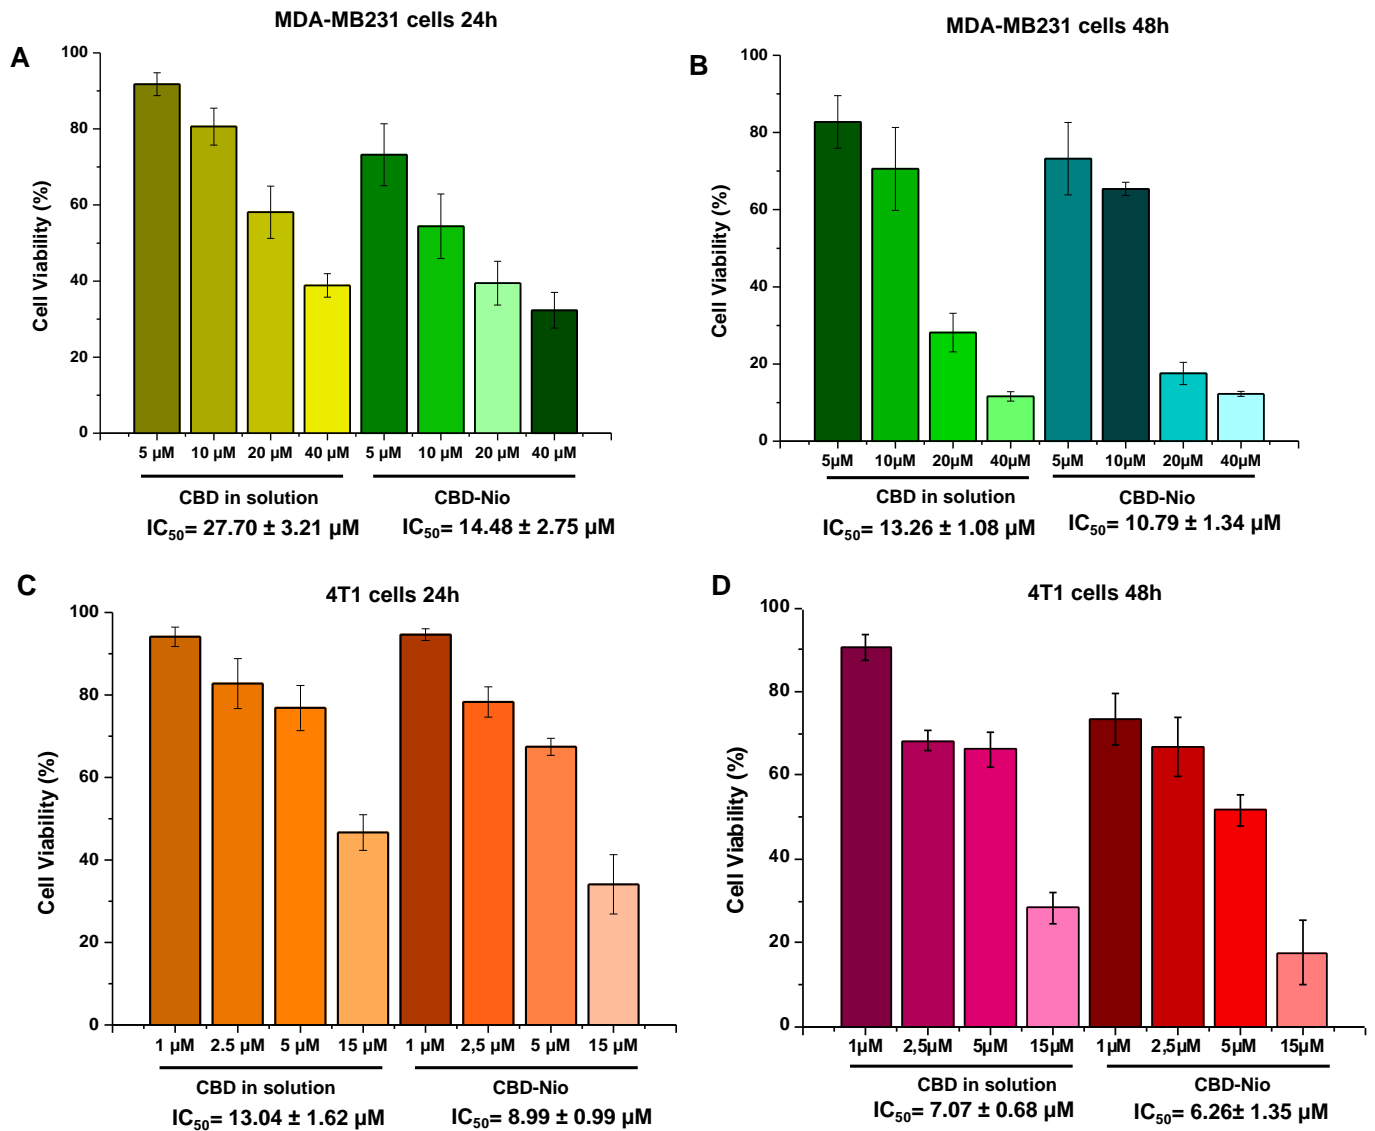 MDA-MB231 cells 24h
A
Cell Viability (%)
100
80
60
40
20
0
5 µM 10 µM 20 µM 40 µM 5 µM 10 µM 20 µM 40 µM
CBD in solution CBD-Nio
IC50= 27.70 ± 3.21 µM IC50= 14.48 ± 2.75 µM
MDA-MB231 cells 48h
B
Cell Viability (%)
100
80
60
40
20
0
5µM 10µM 20µM 40µM 5µM 10µM 20µM 40µM
CBD in solution CBD-Nio
IC50= 13.26 ± 1.08 µM IC50= 10.79 ± 1.34 µM
C
4T1 cells 24h
Cell Viability (%)
100
80
60
40
20
0
1 µM 2.5 µM 5 µM 15 µM 1 µM 2,5 µM 5 µM 15 µM
CBD in solution CBD-Nio
IC50= 13.04 ± 1.62 µM IC50= 8.99 ± 0.99 µM
D
4T1 cells 48h
Cell Viability (%)
100
80
60
40
20
0
1µM 2,5µM 5µM 15µM 1µM 2,5µM 5µM 15µM
CBD in solution CBD-Nio
IC50= 7.07 ± 0.68 µM IC50= 6.26± 1.35 µM